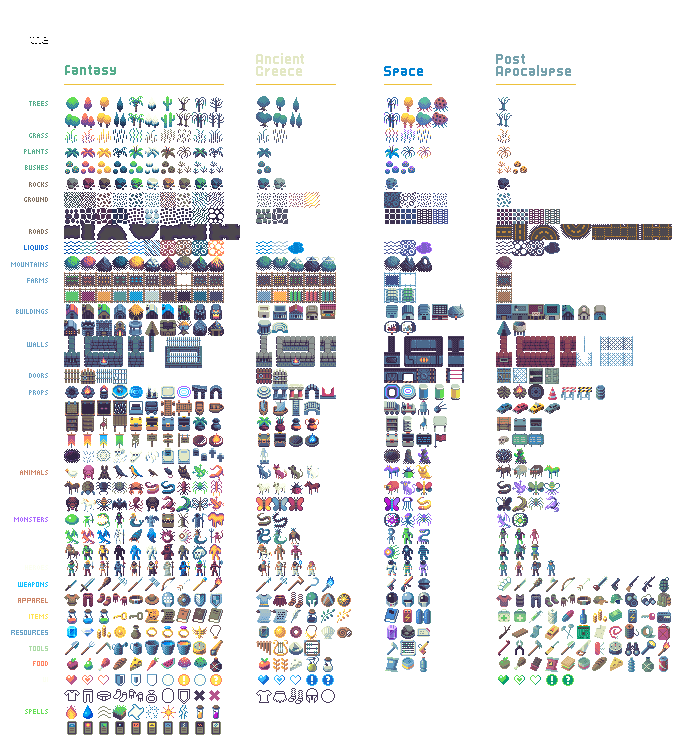 Fantasy
Ancient
Greece
Space
Post
Apocalypse
TREES
GRASS
PLANTS
BUSHES
ROCKS
GROUND
ROADS
LIQUIDS
MOUNTAINS
FARMS
BUILDINGS
WALLS
DOORS
PROPS
ANIMALS
MONSTERS
WEAPONS
APPAREL
ITEMS
RESOURCES
TOOLS
FOOD
SPELLS